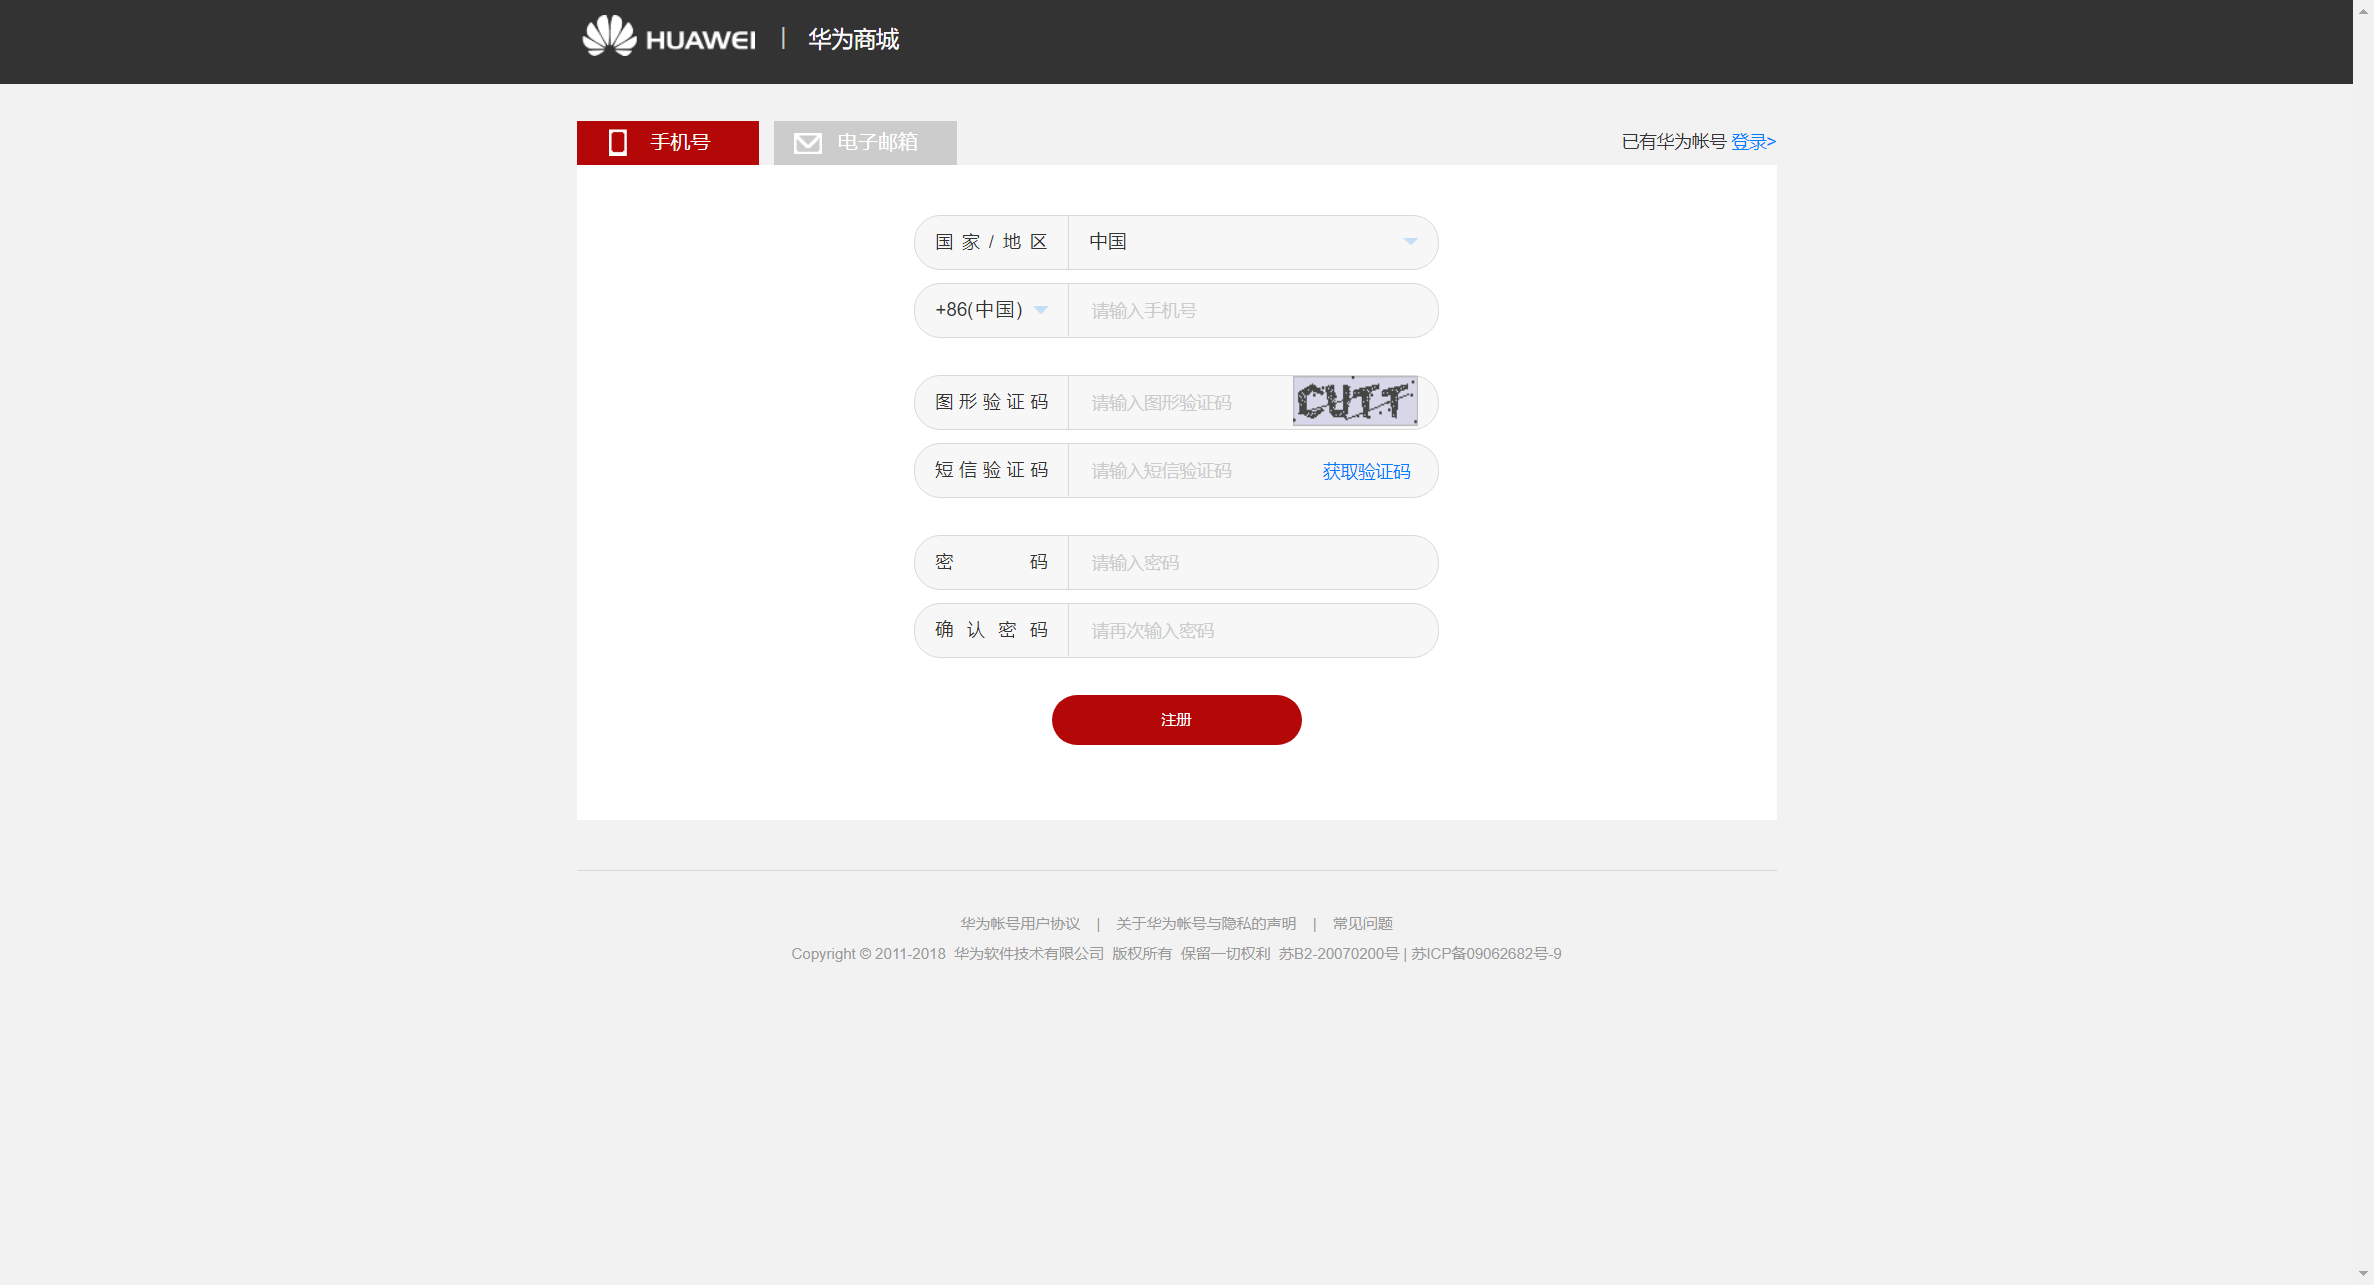 HUAWEI | 华为商城
手机号 电子邮箱 已有华为帐号 登录>
国家/地区 中国
+86(中国) 请输入手机号
图形验证码 请输入图形验证码 CUTT
短信验证码 请输入短信验证码 获取验证码
密码 请输入密码
确认密码 请再次输入密码
注册
华为帐号用户协议 | 关于华为帐号与隐私的声明 | 常见问题
Copyright © 2011-2018 华为软件技术有限公司 版权所有 保留一切权利 苏B2-20070200号 | 苏ICP备09062682号-9